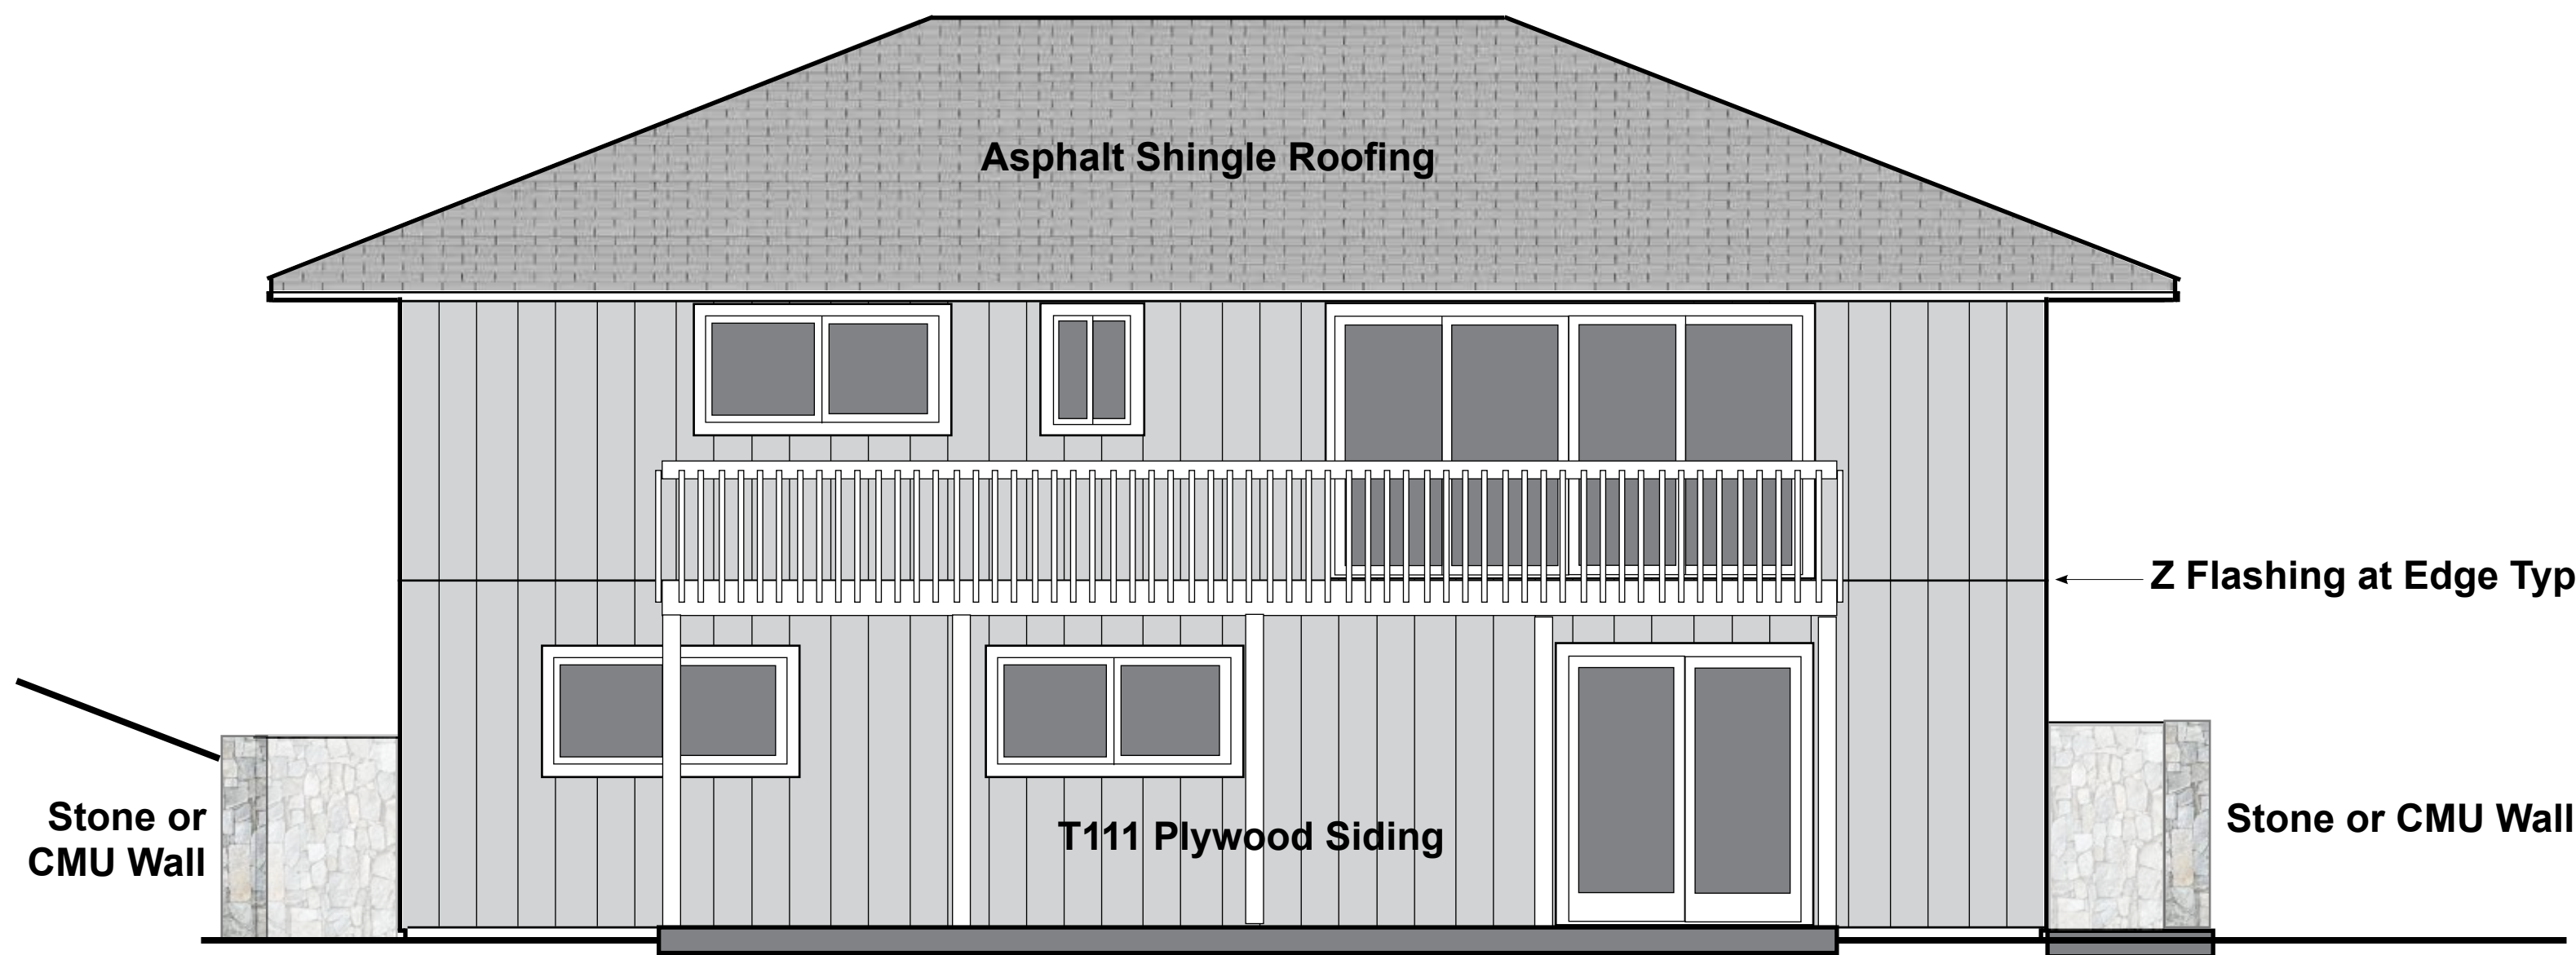 Asphalt Shingle Roofing
Z Flashing at Edge Typ
Stone or
CMU Wall
T111 Plywood Siding
Stone or CMU Wall